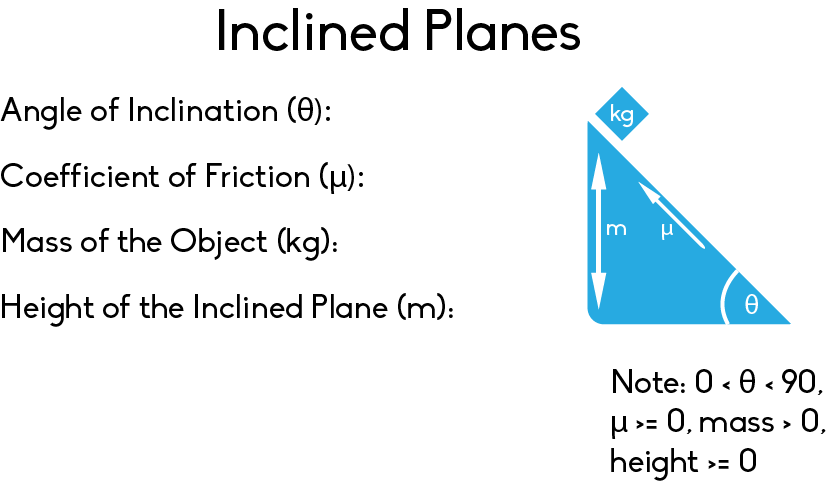 Inclined Planes
Angle of Inclination (θ):
Coefficient of Friction (μ):
Mass of the Object (kg):
Height of the Inclined Plane (m):
kg
m
μ
θ
Note: 0 < θ < 90,
μ >= 0, mass > 0,
height >= 0